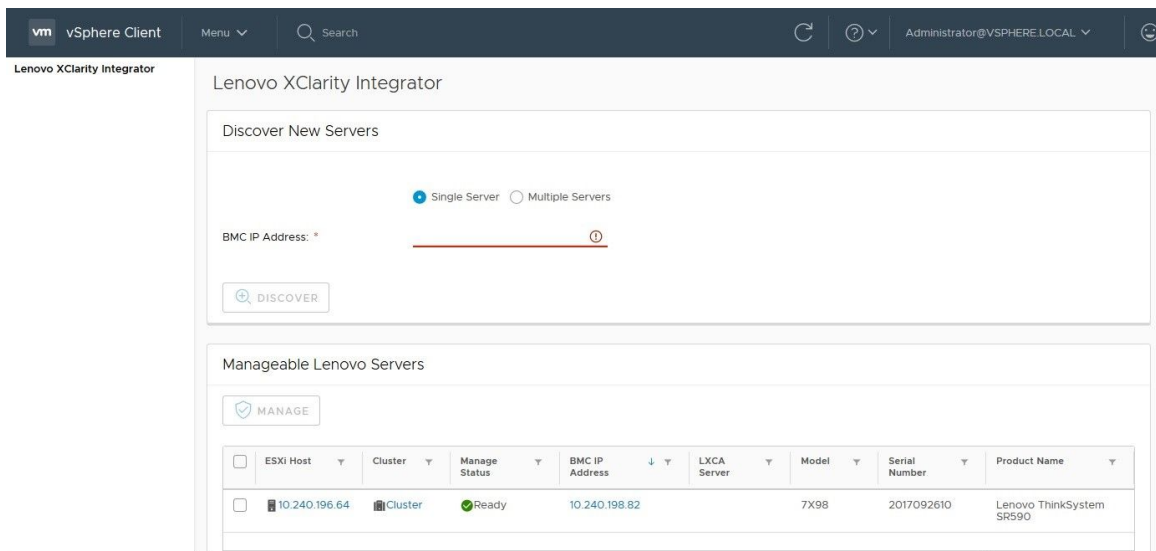 vm vSphere Client Menu Search Administrator@VSPHERE.LOCAL
Lenovo XClarity Integrator
Lenovo XClarity Integrator
Discover New Servers
Single Server Multiple Servers
BMC IP Address: *
DISCOVER
Manageable Lenovo Servers
MANAGE
ESXi Host Cluster Manage Status BMC IP Address LXCA Server Model Serial Number Product Name
10.240.196.64 Cluster Ready 10.240.198.82 7X98 2017092610 Lenovo ThinkSystem
SR590